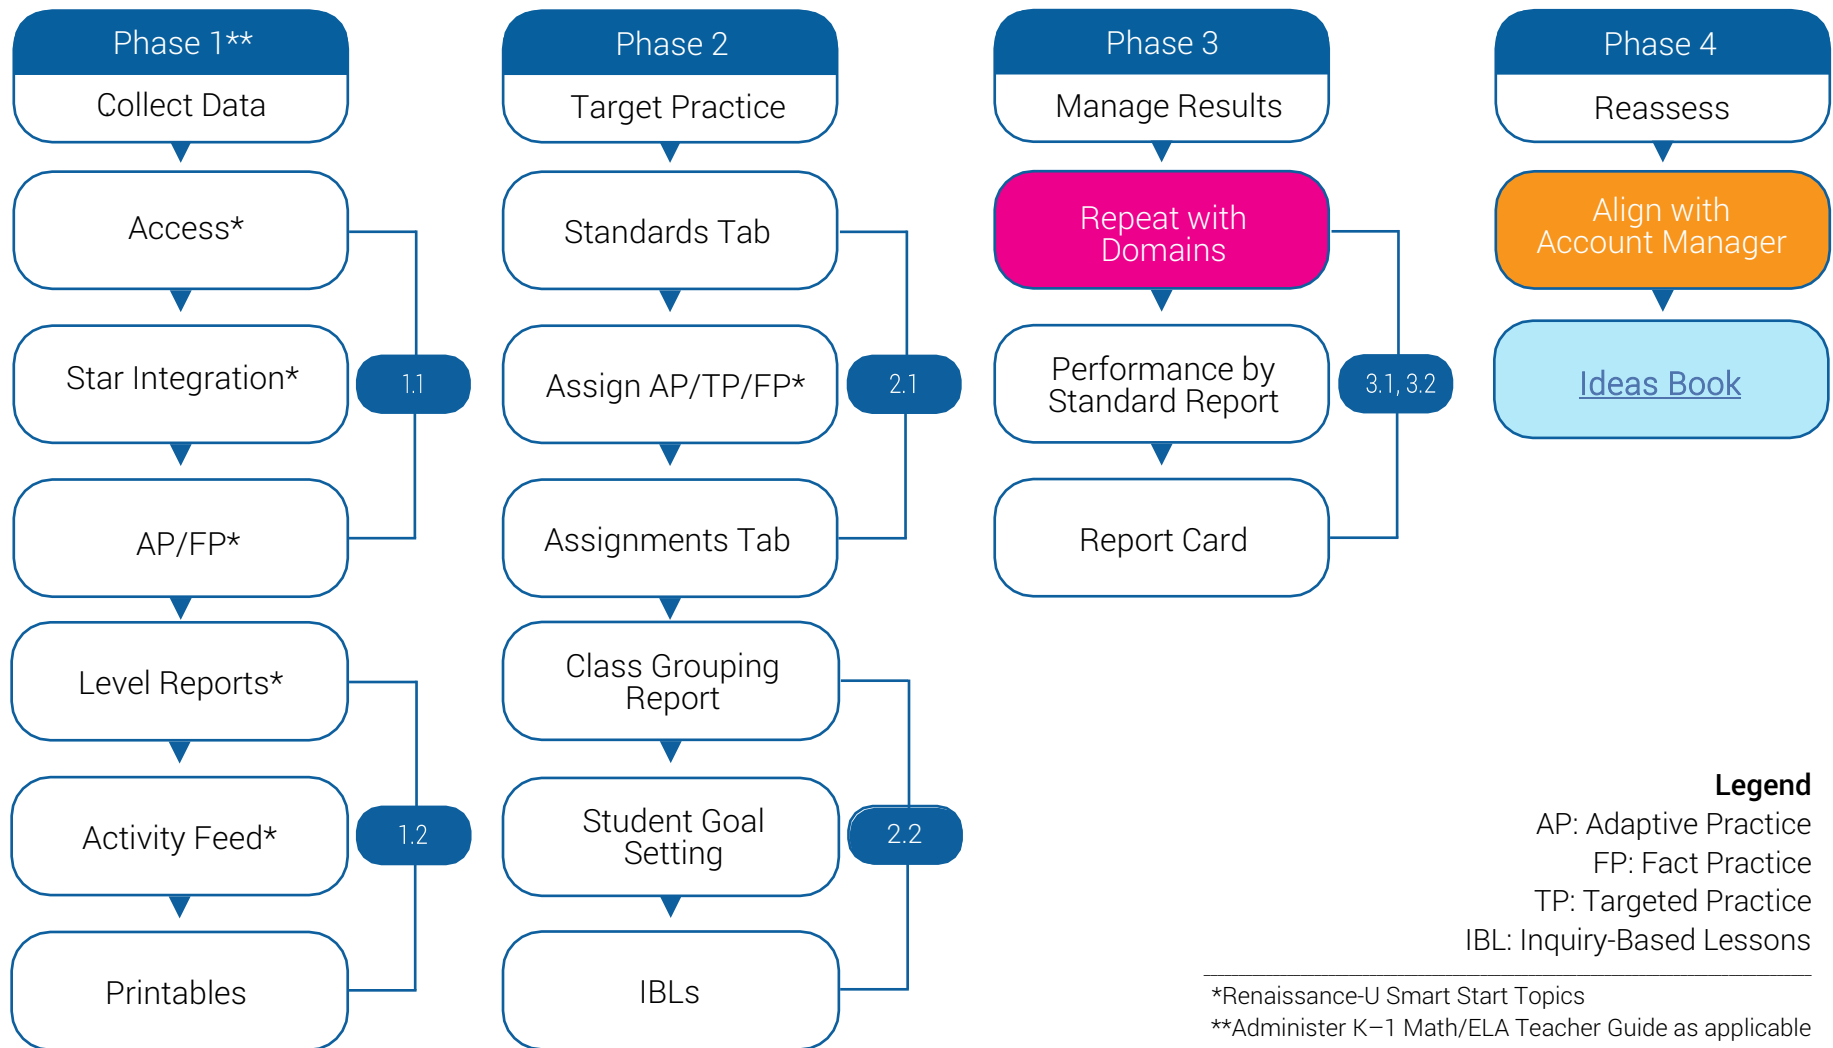 Phase 1**
Collect Data
Access*
Star Integration*
1.1
AP/FP*
Level Reports*
Activity Feed*
1.2
Printables
Phase 2
Target Practice
Standards Tab
Assign AP/TP/FP*
2.1
Assignments Tab
Class Grouping
Report
Student Goal
Setting
2.2
IBLs
Phase 3
Manage Results
Repeat with
Domains
Performance by
Standard Report
3.1, 3.2
Report Card
Phase 4
Reassess
Align with
Account Manager
Ideas Book
Legend
AP: Adaptive Practice
FP: Fact Practice
TP: Targeted Practice
IBL: Inquiry-Based Lessons
*Renaissance-U Smart Start Topics
**Administer K–1 Math/ELA Teacher Guide as applicable